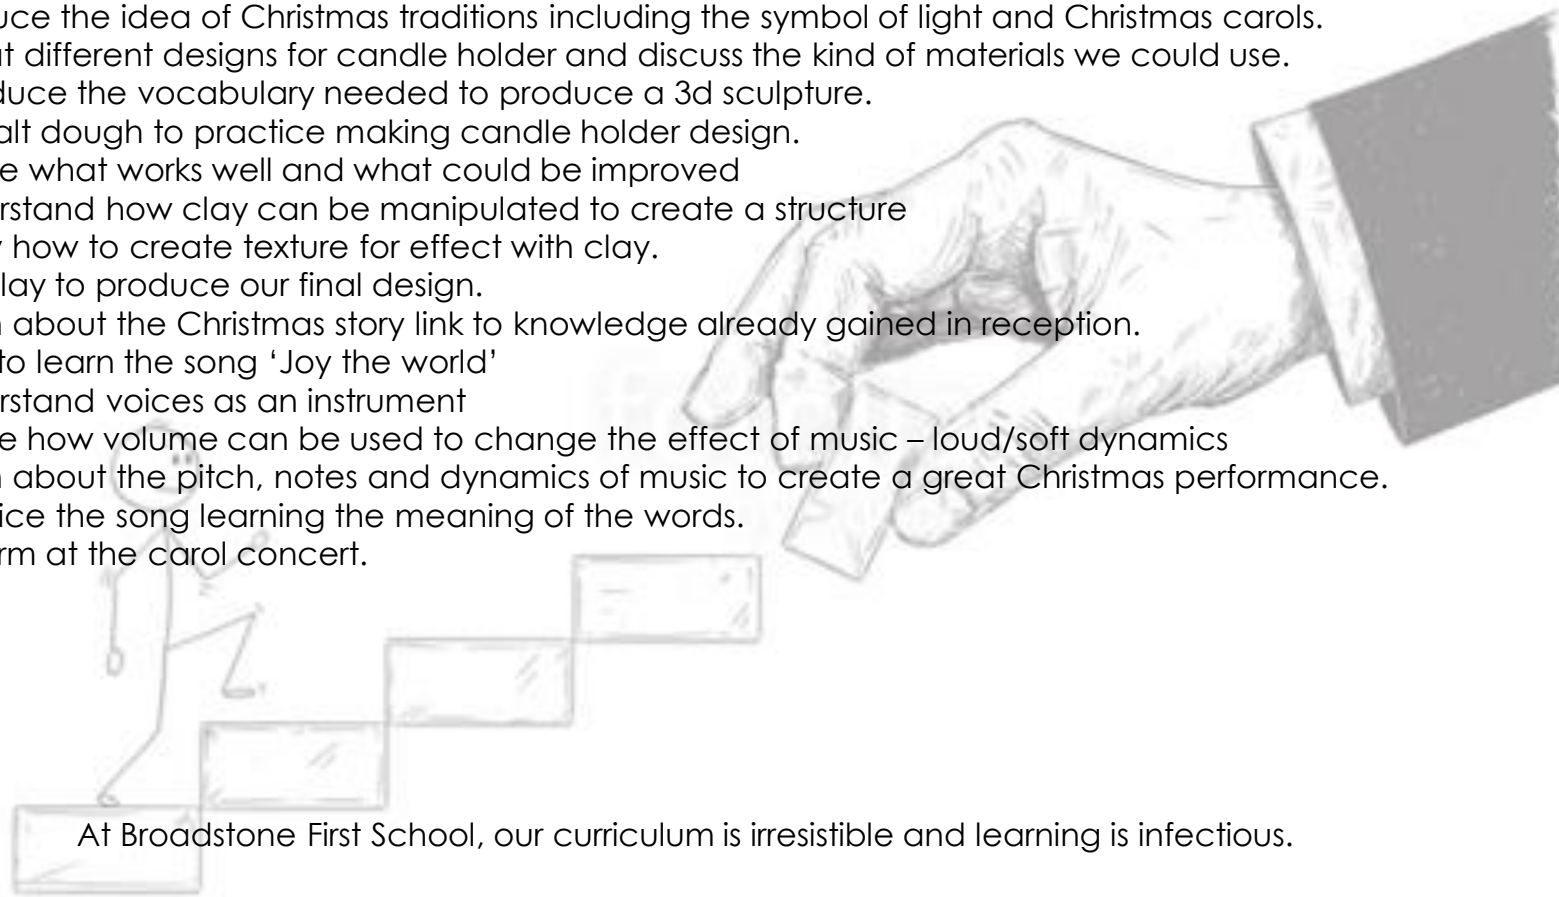 uce the idea of Christmas traditions including the symbol of light and Christmas carols.
at different designs for candle holder and discuss the kind of materials we could use.
duce the vocabulary needed to produce a 3d sculpture.
alt dough to practice making candle holder design.
e what works well and what could be improved
erstand how clay can be manipulated to create a structure
how to create texture for effect with clay.
lay to produce our final design.
about the Christmas story link to knowledge already gained in reception.
to learn the song ‘Joy the world’
erstand voices as an instrument
e how volume can be used to change the effect of music – loud/soft dynamics
about the pitch, notes and dynamics of music to create a great Christmas performance.
ice the song learning the meaning of the words.
rm at the carol concert.
At Broadstone First School, our curriculum is irresistible and learning is infectious.